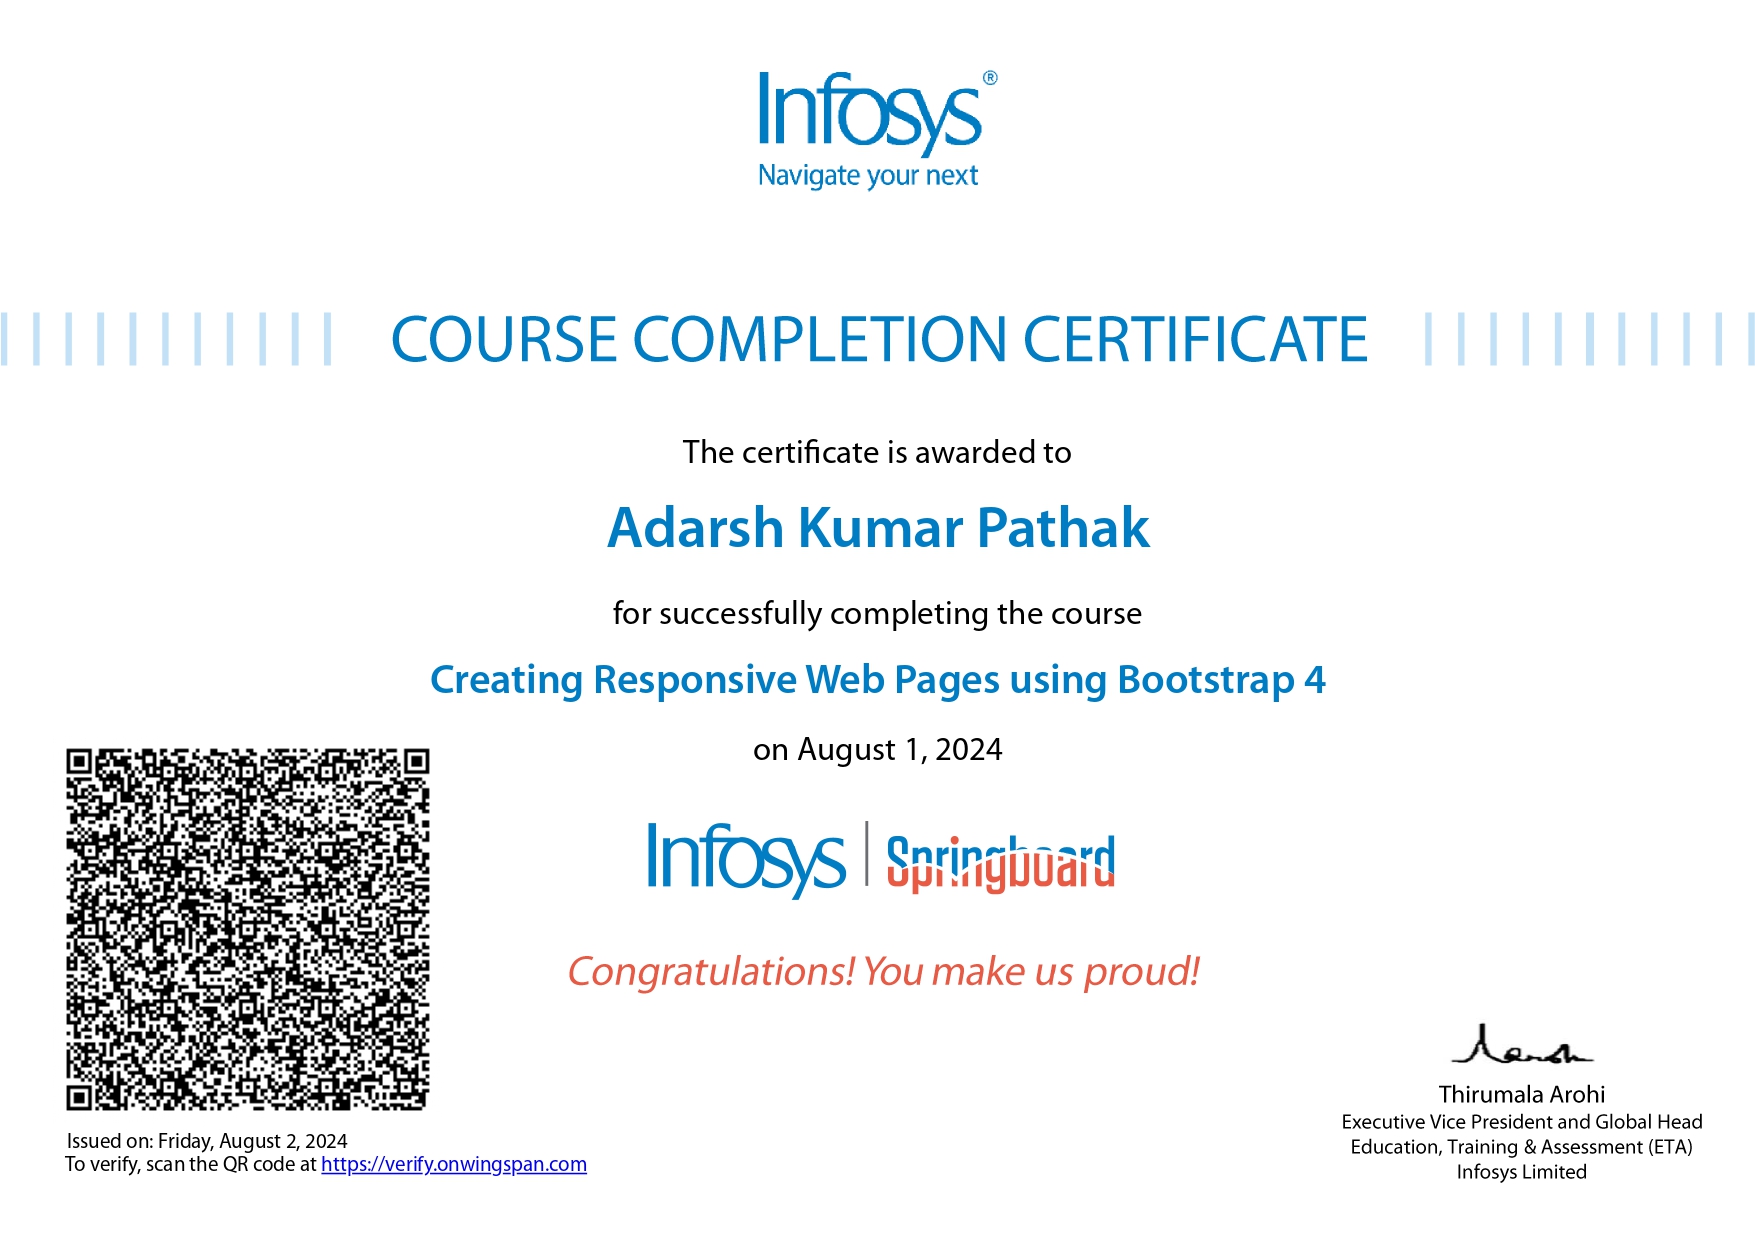 Infosys®
Navigate your next
COURSE COMPLETION CERTIFICATE
The certificate is awarded to
Adarsh Kumar Pathak
for successfully completing the course
Creating Responsive Web Pages using Bootstrap 4
on August 1, 2024
Infosys | Springboard
Congratulations! You make us proud!
Thirumala Arohi
Executive Vice President and Global Head
Education, Training & Assessment (ETA)
Infosys Limited
Issued on: Friday, August 2, 2024
To verify, scan the QR code at https://verify.onwingspan.com